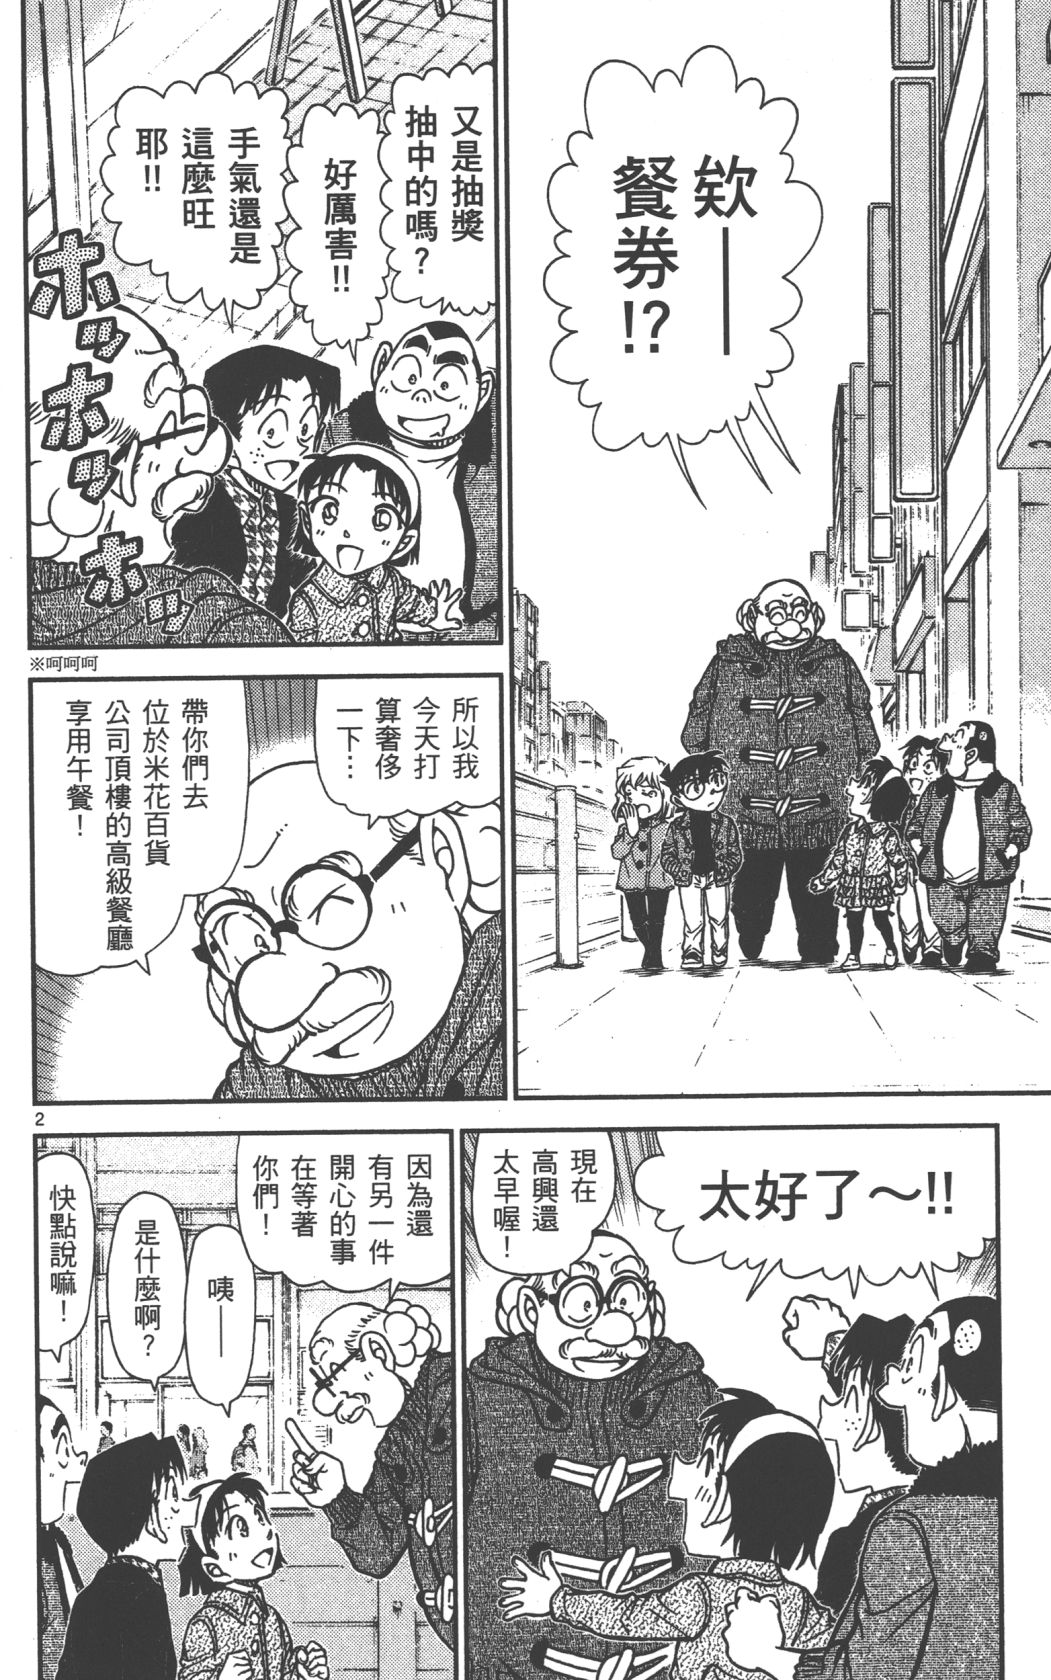 欸——
餐券!?
又是抽獎
抽中的嗎?
好厲害!!
手氣還是
這麼旺
耶!!
ホッ
ホッ
ホッ
※呵呵呵
所以我
今天打
算奢侈
一下…
帶你們去
位於米花百貨
公司頂樓的高級餐廳
享用午餐!
2
太好了～!!
現在
高興還
太早喔!
因為還
有另一件
開心的事
在等著
你們!
咦—
是什麼啊?
快點說嘛!